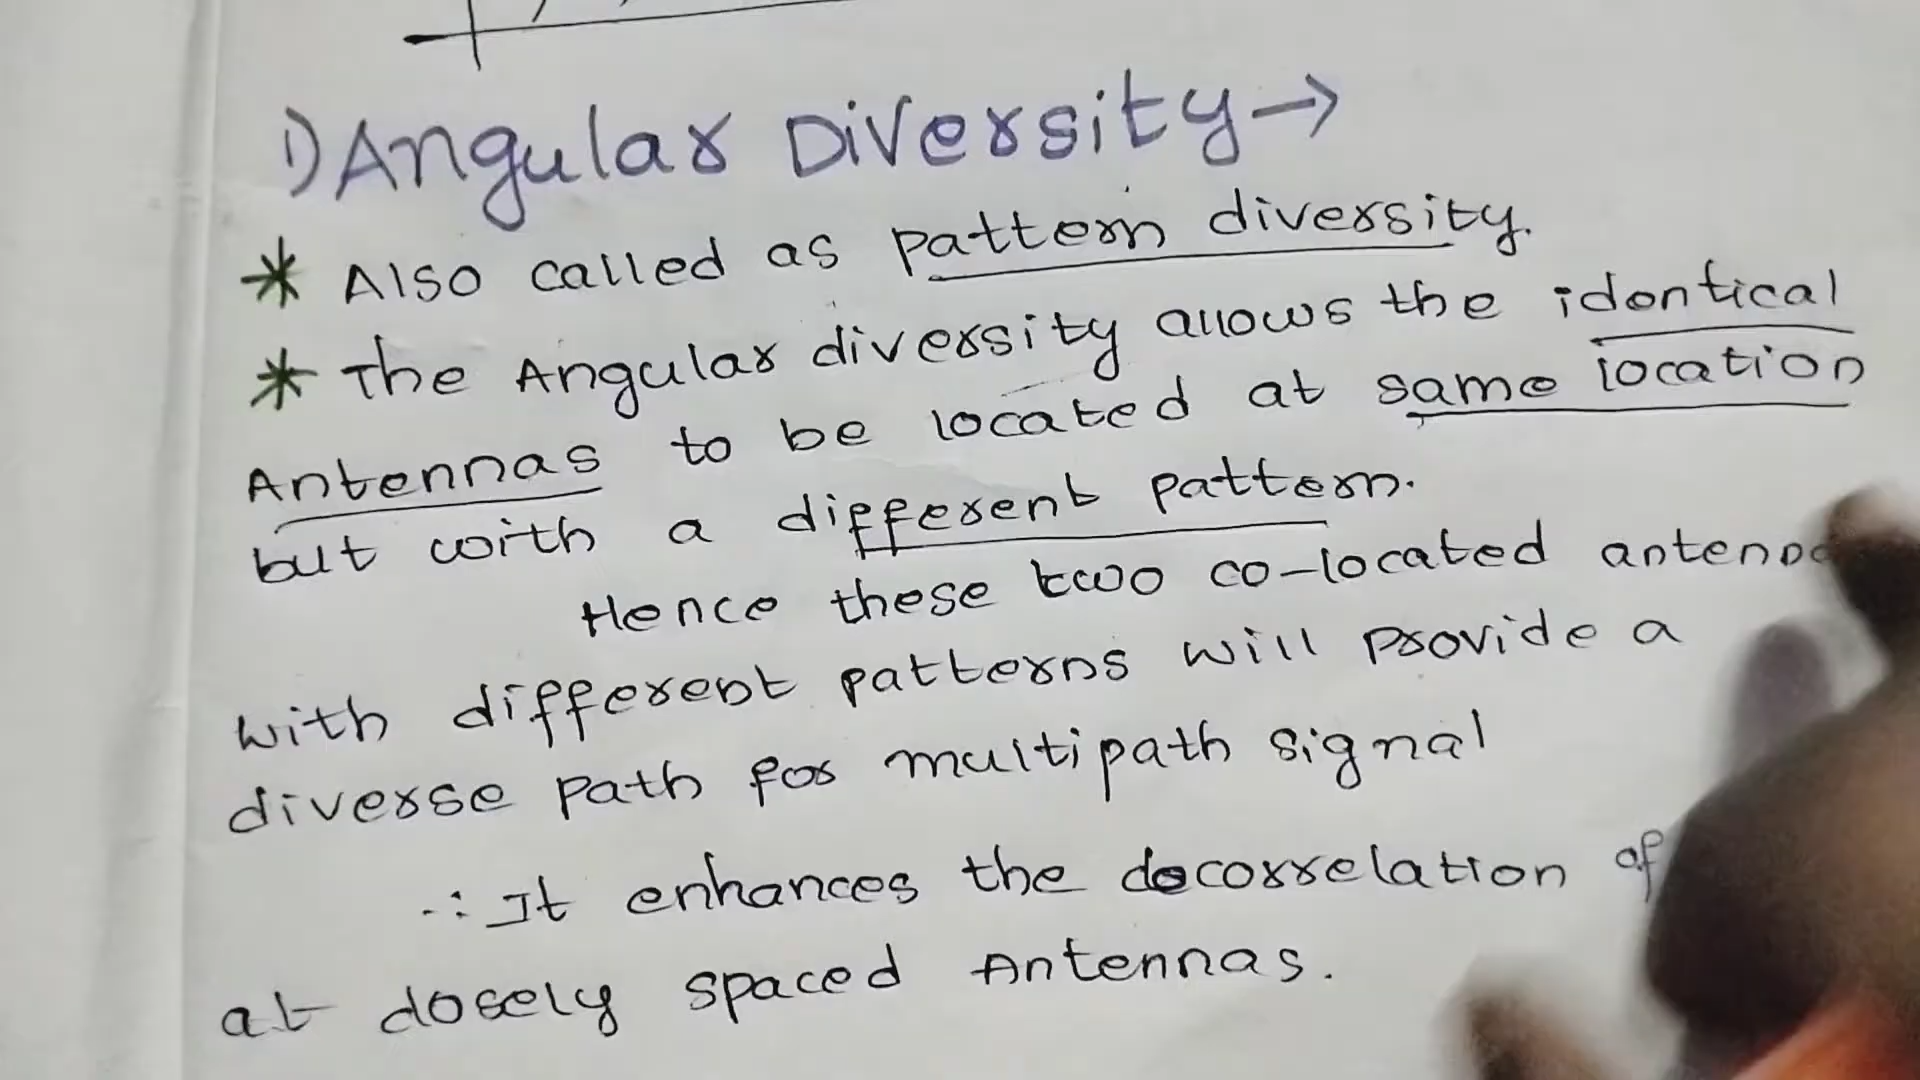 1) Angular Diversity →
* Also called as pattern diversity.
* The Angular diversity allows the identical
Antennas to be located at same location
but with a different pattern.
Hence these two co-located
with different patterns will provide a
diverse path for multipath signal
∴ It enhances the decorrelation of
at closely spaced Antennas.